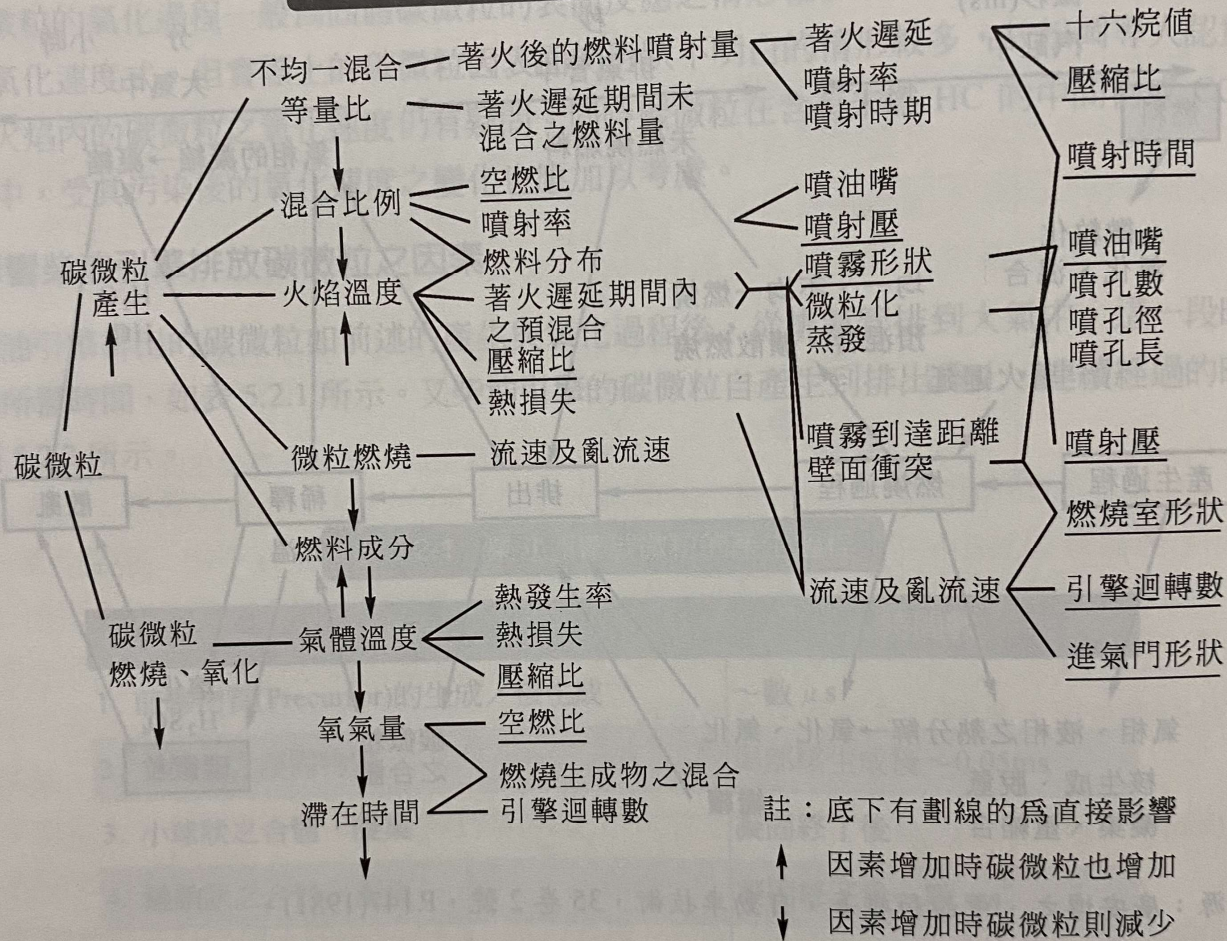 不均一混合
等量比
混合比例
火焰溫度
碳微粒
產生
碳微粒
微粒燃燒
燃料成分
碳微粒
燃燒、氧化
氣體溫度
氧氣量
滯在時間
著火後的燃料噴射量
著火遲延期間未
混合之燃料量
空燃比
噴射率
燃料分布
著火遲延期間內
之預混合
壓縮比
熱損失
流速及亂流速
熱發生率
熱損失
壓縮比
空燃比
燃燒生成物之混合
引擎迴轉數
著火遲延
噴射率
噴射時期
噴油嘴
噴射壓
噴霧形狀
微粒化
蒸發
噴霧到達距離
壁面衝突
流速及亂流速
十六烷值
壓縮比
噴射時間
噴油嘴
噴孔數
噴孔徑
噴孔長
噴射壓
燃燒室形狀
引擎迴轉數
進氣門形狀
註：底下有劃線的為直接影響
↑ 因素增加時碳微粒也增加
↓ 因素增加時碳微粒則減少